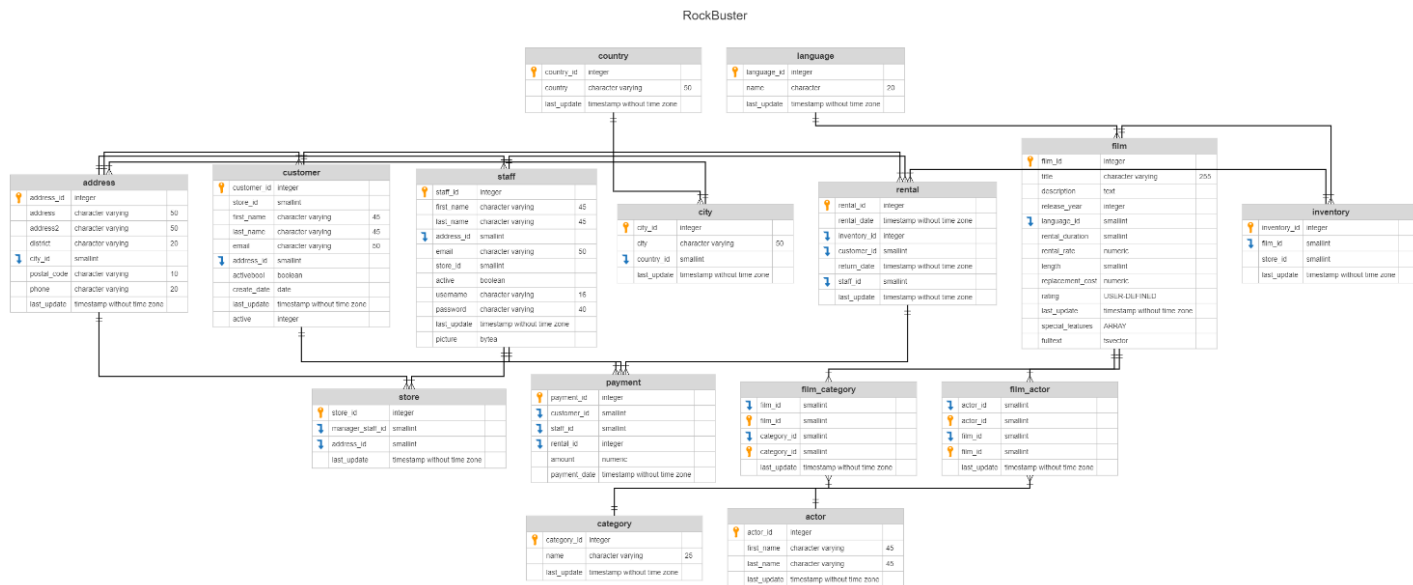 RockBuster
country
country_id integer
country character varying 50
last_update timestamp without time zone
language
language_id integer
name character 20
last_update timestamp without time zone
address
address_id integer
address character varying 50
address2 character varying 50
district character varying 20
city_id smallint
postal_code character varying 10
phone character varying 20
last_update timestamp without time zone
customer
customer_id integer
store_id smallint
first_name character varying 45
last_name character varying 45
email character varying 50
address_id smallint
activebool boolean
create_date date
last_update timestamp without time zone
active integer
staff
staff_id integer
first_name character varying 45
last_name character varying 45
address_id smallint
email character varying 50
store_id smallint
active boolean
username character varying 16
password character varying 40
last_update timestamp without time zone
picture bytea
city
city_id integer
city character varying 50
country_id smallint
last_update timestamp without time zone
rental
rental_id integer
rental_date timestamp without time zone
inventory_id integer
customer_id smallint
return_date timestamp without time zone
staff_id smallint
last_update timestamp without time zone
film
film_id integer
title character varying 255
description text
release_year integer
language_id smallint
rental_duration smallint
rental_rate numeric
length smallint
replacement_cost numeric
rating USER-DEFINED
last_update timestamp without time zone
special_features ARRAY
fulltext tsvector
inventory
inventory_id integer
film_id smallint
store_id smallint
last_update timestamp without time zone
store
store_id integer
manager_staff_id smallint
address_id smallint
last_update timestamp without time zone
payment
payment_id integer
customer_id smallint
staff_id smallint
rental_id integer
amount numeric
payment_date timestamp without time zone
film_category
film_id smallint
film_id smallint
category_id smallint
category_id smallint
last_update timestamp without time zone
film_actor
actor_id smallint
actor_id smallint
film_id smallint
film_id smallint
last_update timestamp without time zone
category
category_id integer
name character varying 25
last_update timestamp without time zone
actor
actor_id integer
first_name character varying 45
last_name character varying 45
last_update timestamp without time zone